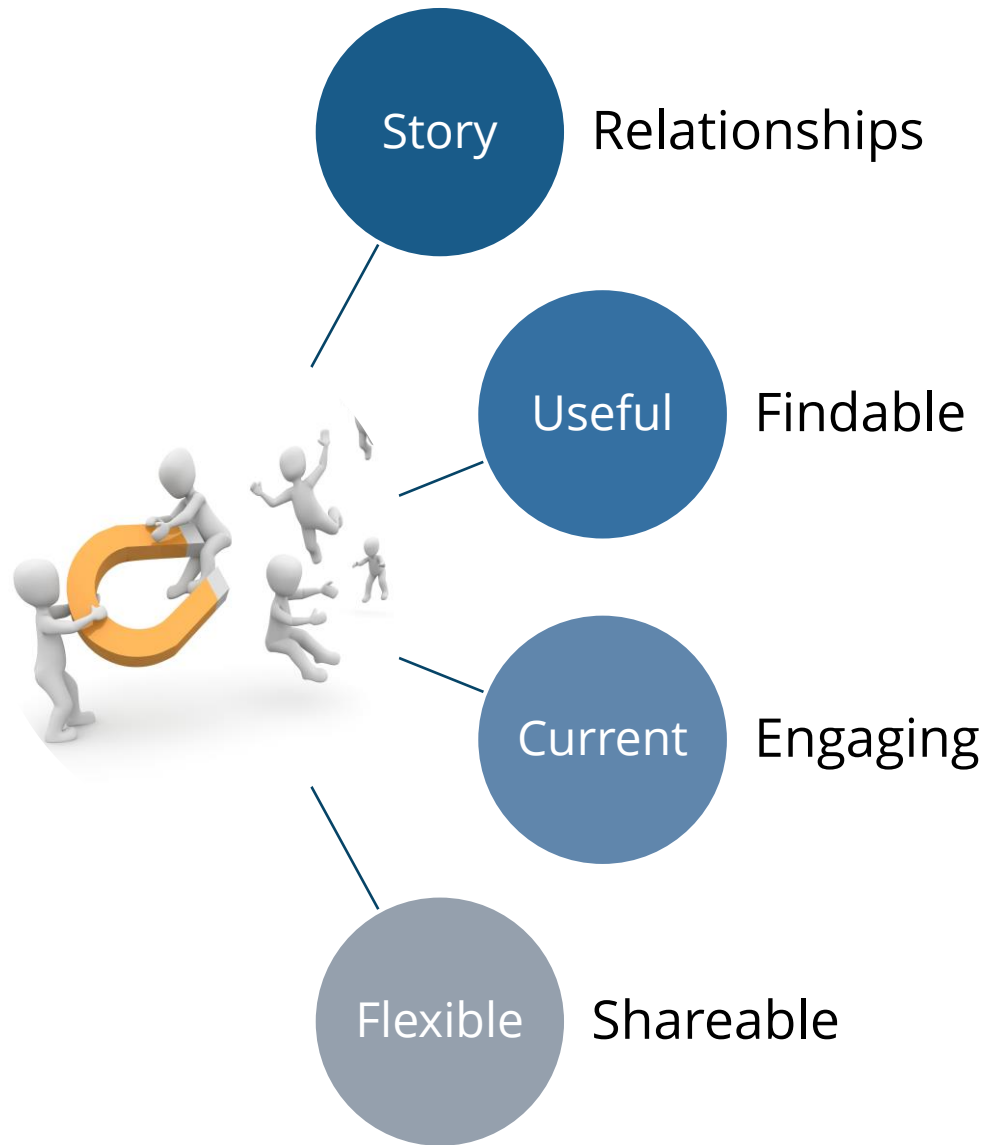 Story
Relationships
Useful
Findable
Current
Engaging
Flexible
Shareable